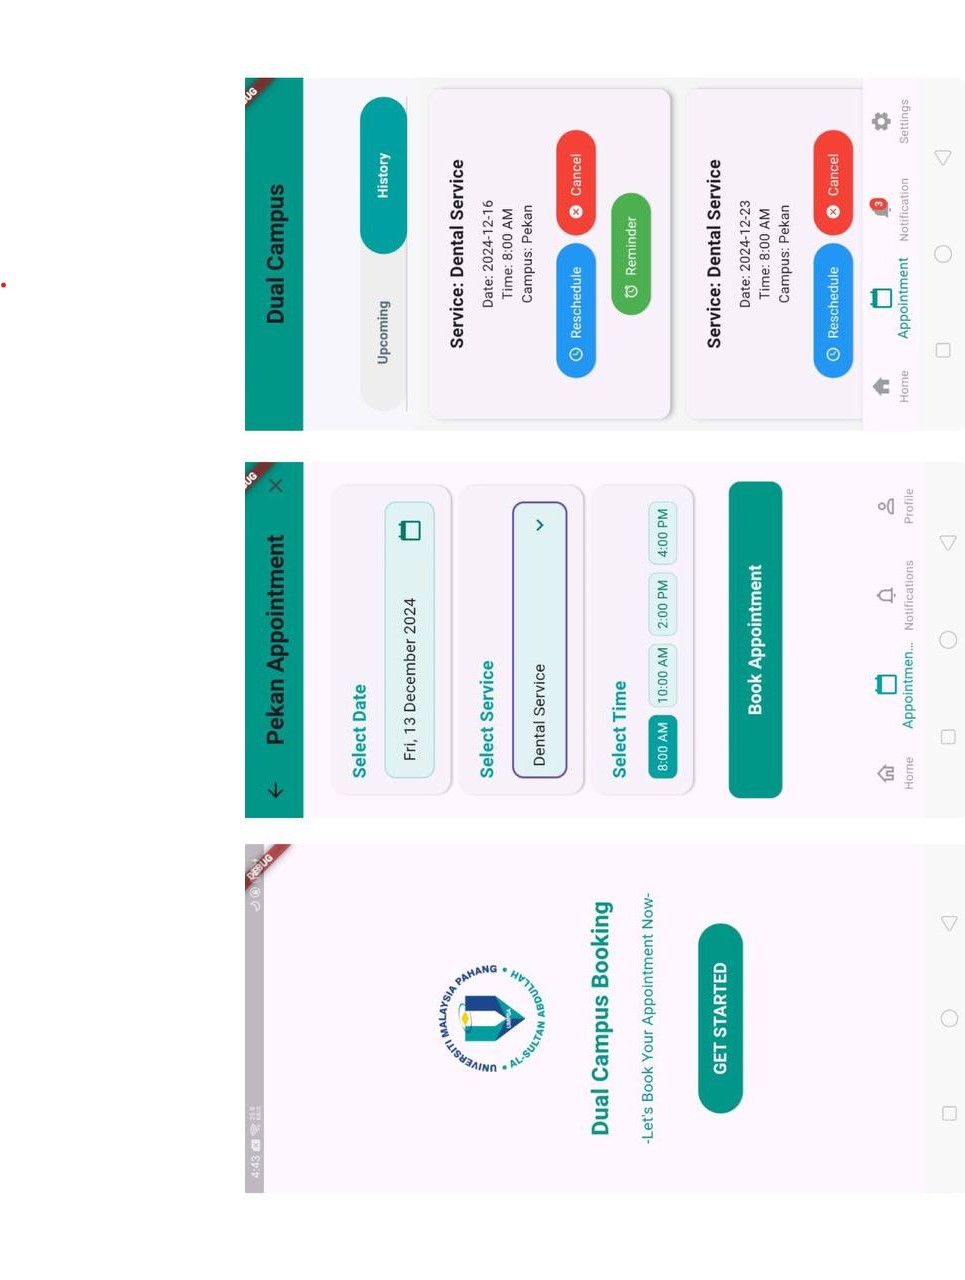 4:43
DEBUG
UNIVERSITI MALAYSIA PAHANG
AL-SULTAN ABDULLAH
UMPSA
Dual Campus Booking
-Let's Book Your Appointment Now-
GET STARTED
UG
Pekan Appointment
Select Date
Fri, 13 December 2024
Select Service
Dental Service
Select Time
8:00 AM 10:00 AM 2:00 PM 4:00 PM
Book Appointment
Home Appointmen... Notifications Profile
UG
Dual Campus
Upcoming History
Service: Dental Service
Date: 2024-12-16
Time: 8:00 AM
Campus: Pekan
Reschedule Cancel
Reminder
Service: Dental Service
Date: 2024-12-23
Time: 8:00 AM
Campus: Pekan
Reschedule Cancel
3
Home Appointment Notification Settings